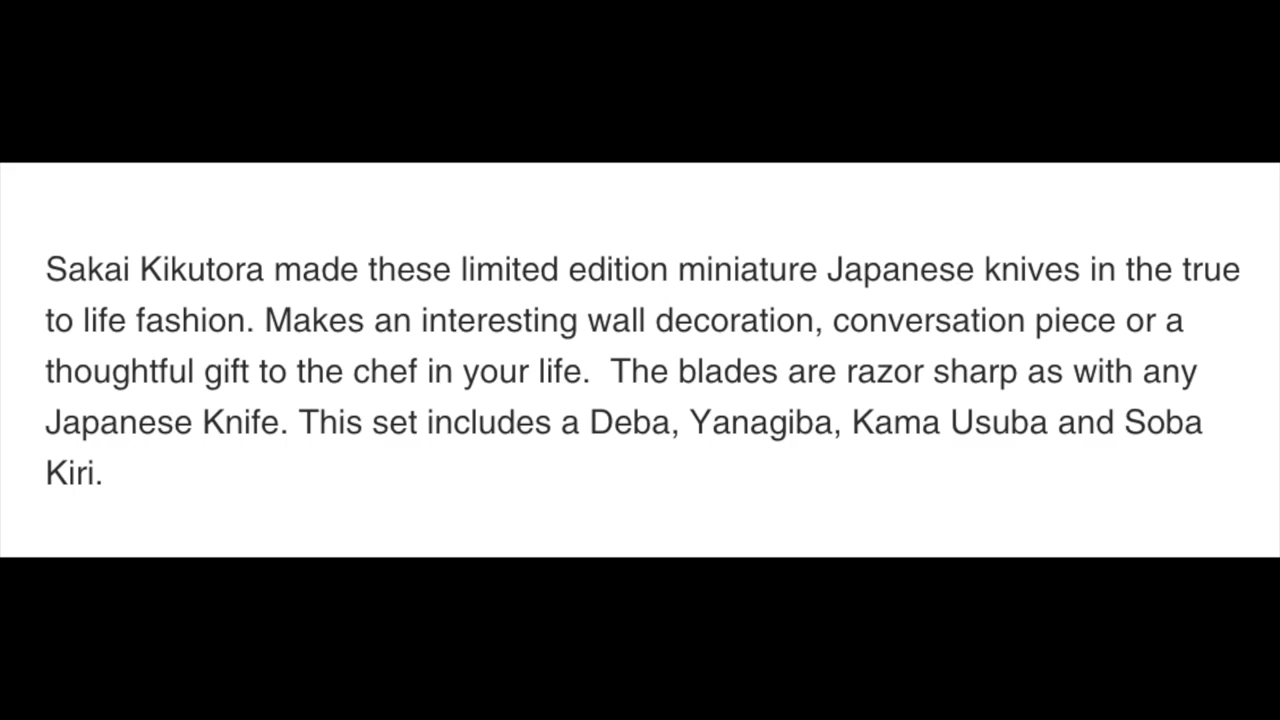 Sakai Kikutora made these limited edition miniature Japanese knives in the true
to life fashion. Makes an interesting wall decoration, conversation piece or a
thoughtful gift to the chef in your life.  The blades are razor sharp as with any
Japanese Knife. This set includes a Deba, Yanagiba, Kama Usuba and Soba
Kiri.